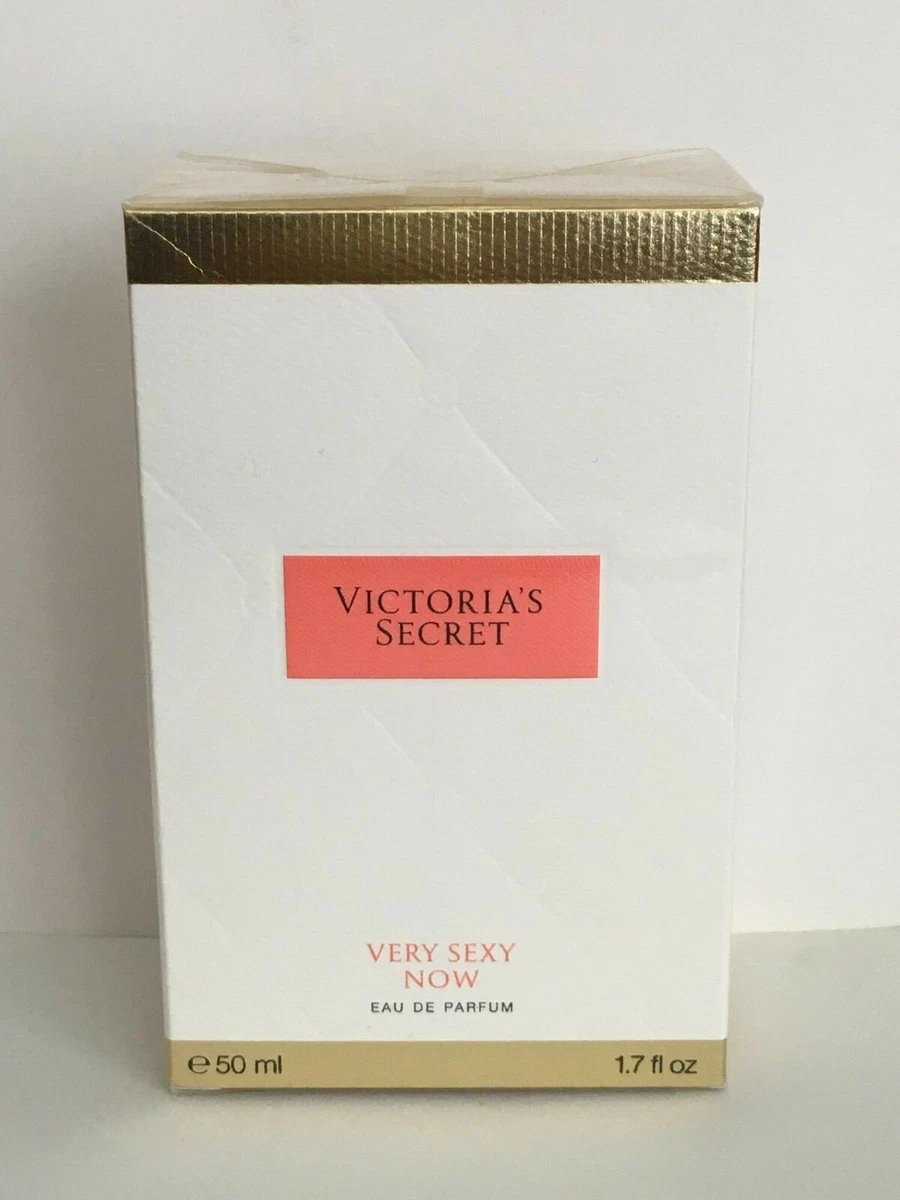 VICTORIA'S
SECRET
VERY SEXY
NOW
EAU DE PARFUM
℮ 50 ml
1.7 fl oz